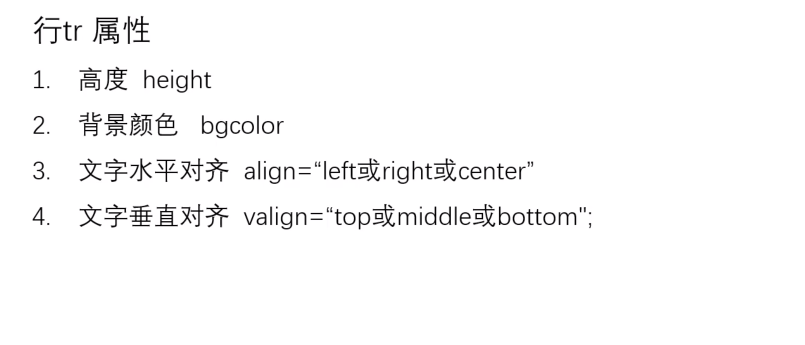 行tr 属性
1. 高度 height
2. 背景颜色 bgcolor
3. 文字水平对齐 align=“left或right或center”
4. 文字垂直对齐 valign=“top或middle或bottom";